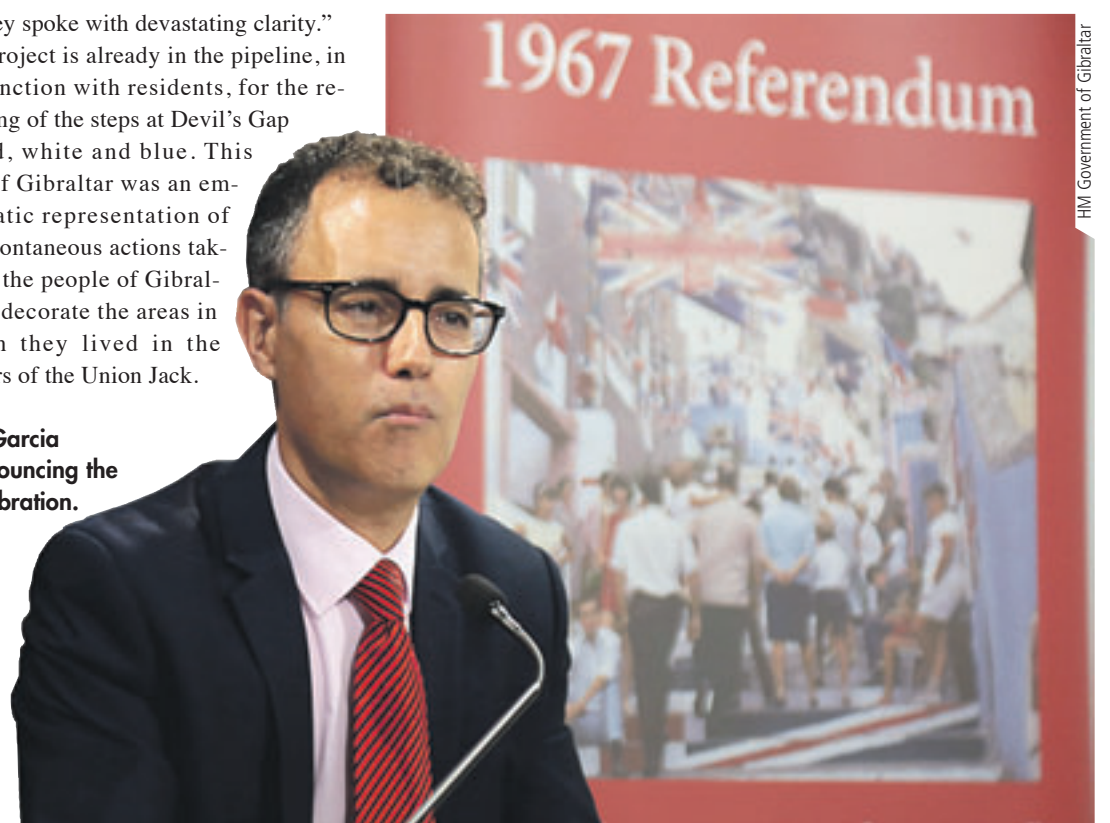 ey spoke with devastating clarity.”
roject is already in the pipeline, in
nction with residents, for the re-
ng of the steps at Devil's Gap
d, white and blue. This
f Gibraltar was an em-
atic representation of
ontaneous actions tak-
the people of Gibral-
decorate the areas in
n they lived in the
rs of the Union Jack.
Garcia
ouncing the
bration.
1967 Referendum
HM Government of Gibraltar